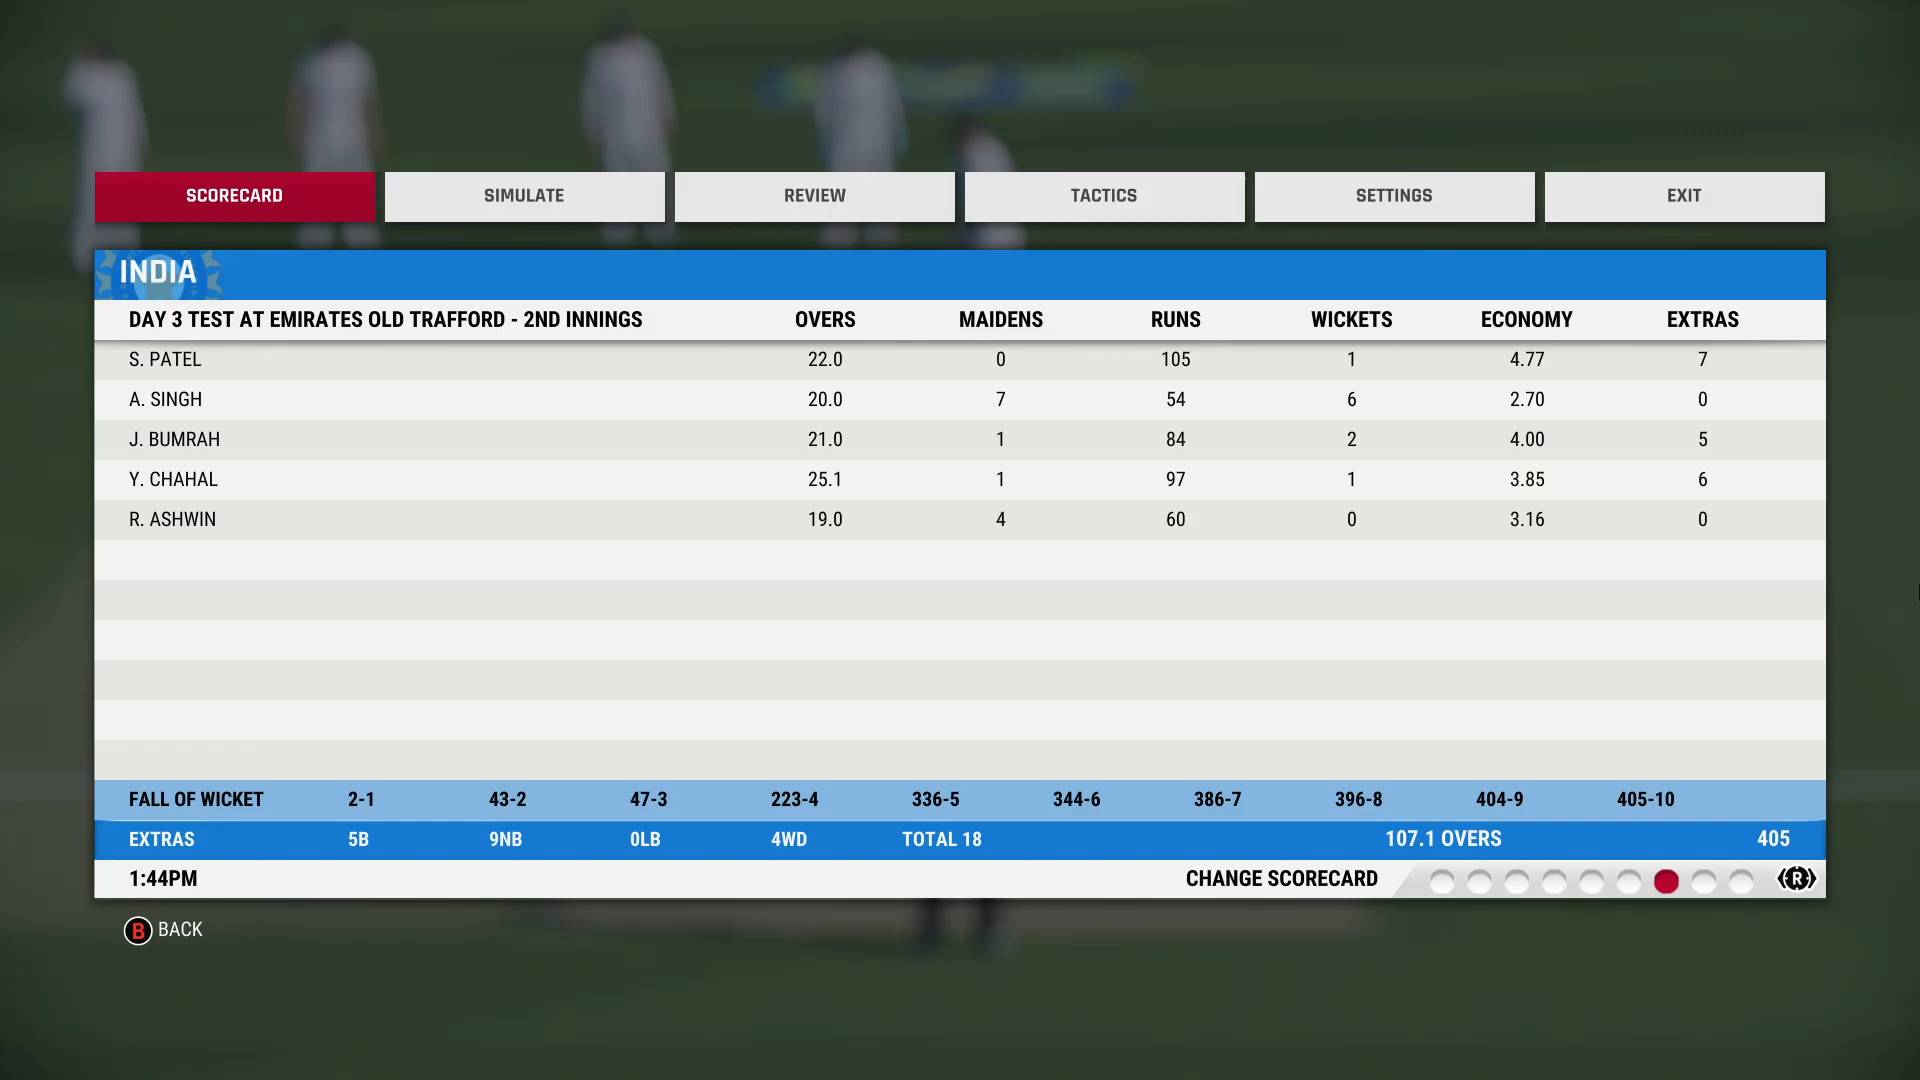 SCORECARD SIMULATE REVIEW TACTICS SETTINGS EXIT
INDIA
DAY 3 TEST AT EMIRATES OLD TRAFFORD - 2ND INNINGS OVERS MAIDENS RUNS WICKETS ECONOMY EXTRAS
S. PATEL 22.0 0 105 1 4.77 7
A. SINGH 20.0 7 54 6 2.70 0
J. BUMRAH 21.0 1 84 2 4.00 5
Y. CHAHAL 25.1 1 97 1 3.85 6
R. ASHWIN 19.0 4 60 0 3.16 0
FALL OF WICKET 2-1 43-2 47-3 223-4 336-5 344-6 386-7 396-8 404-9 405-10
EXTRAS 5B 9NB 0LB 4WD TOTAL 18 107.1 OVERS 405
1:44PM CHANGE SCORECARD R
B BACK